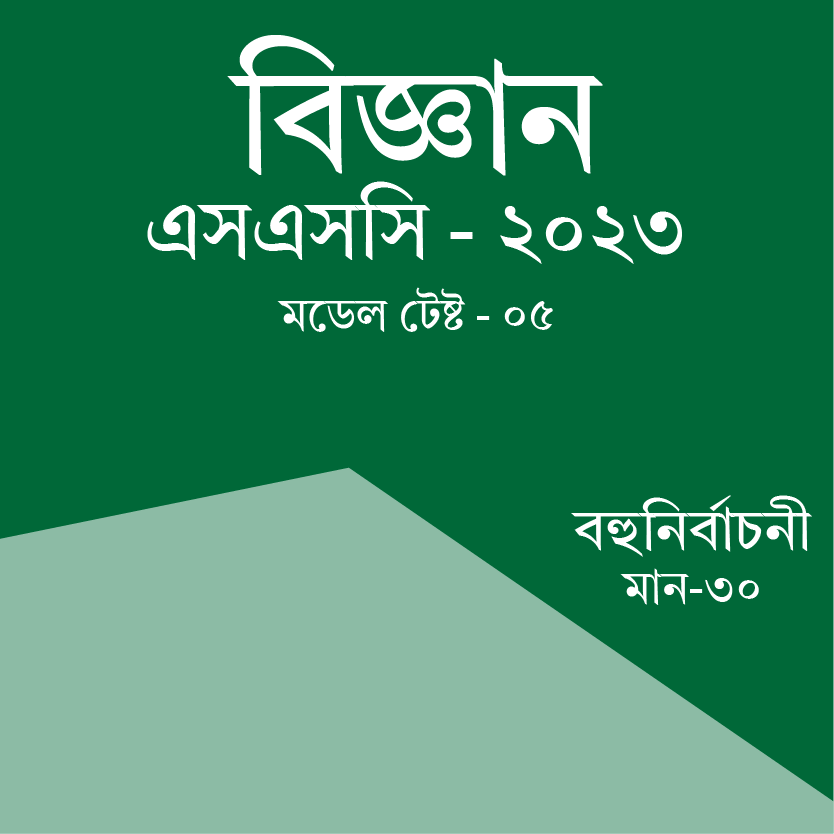 বিজ্ঞান
এসএসসি - ২০২৩
মডেল টেষ্ট - ০৫
বহুনির্বাচনী
মান-৩০